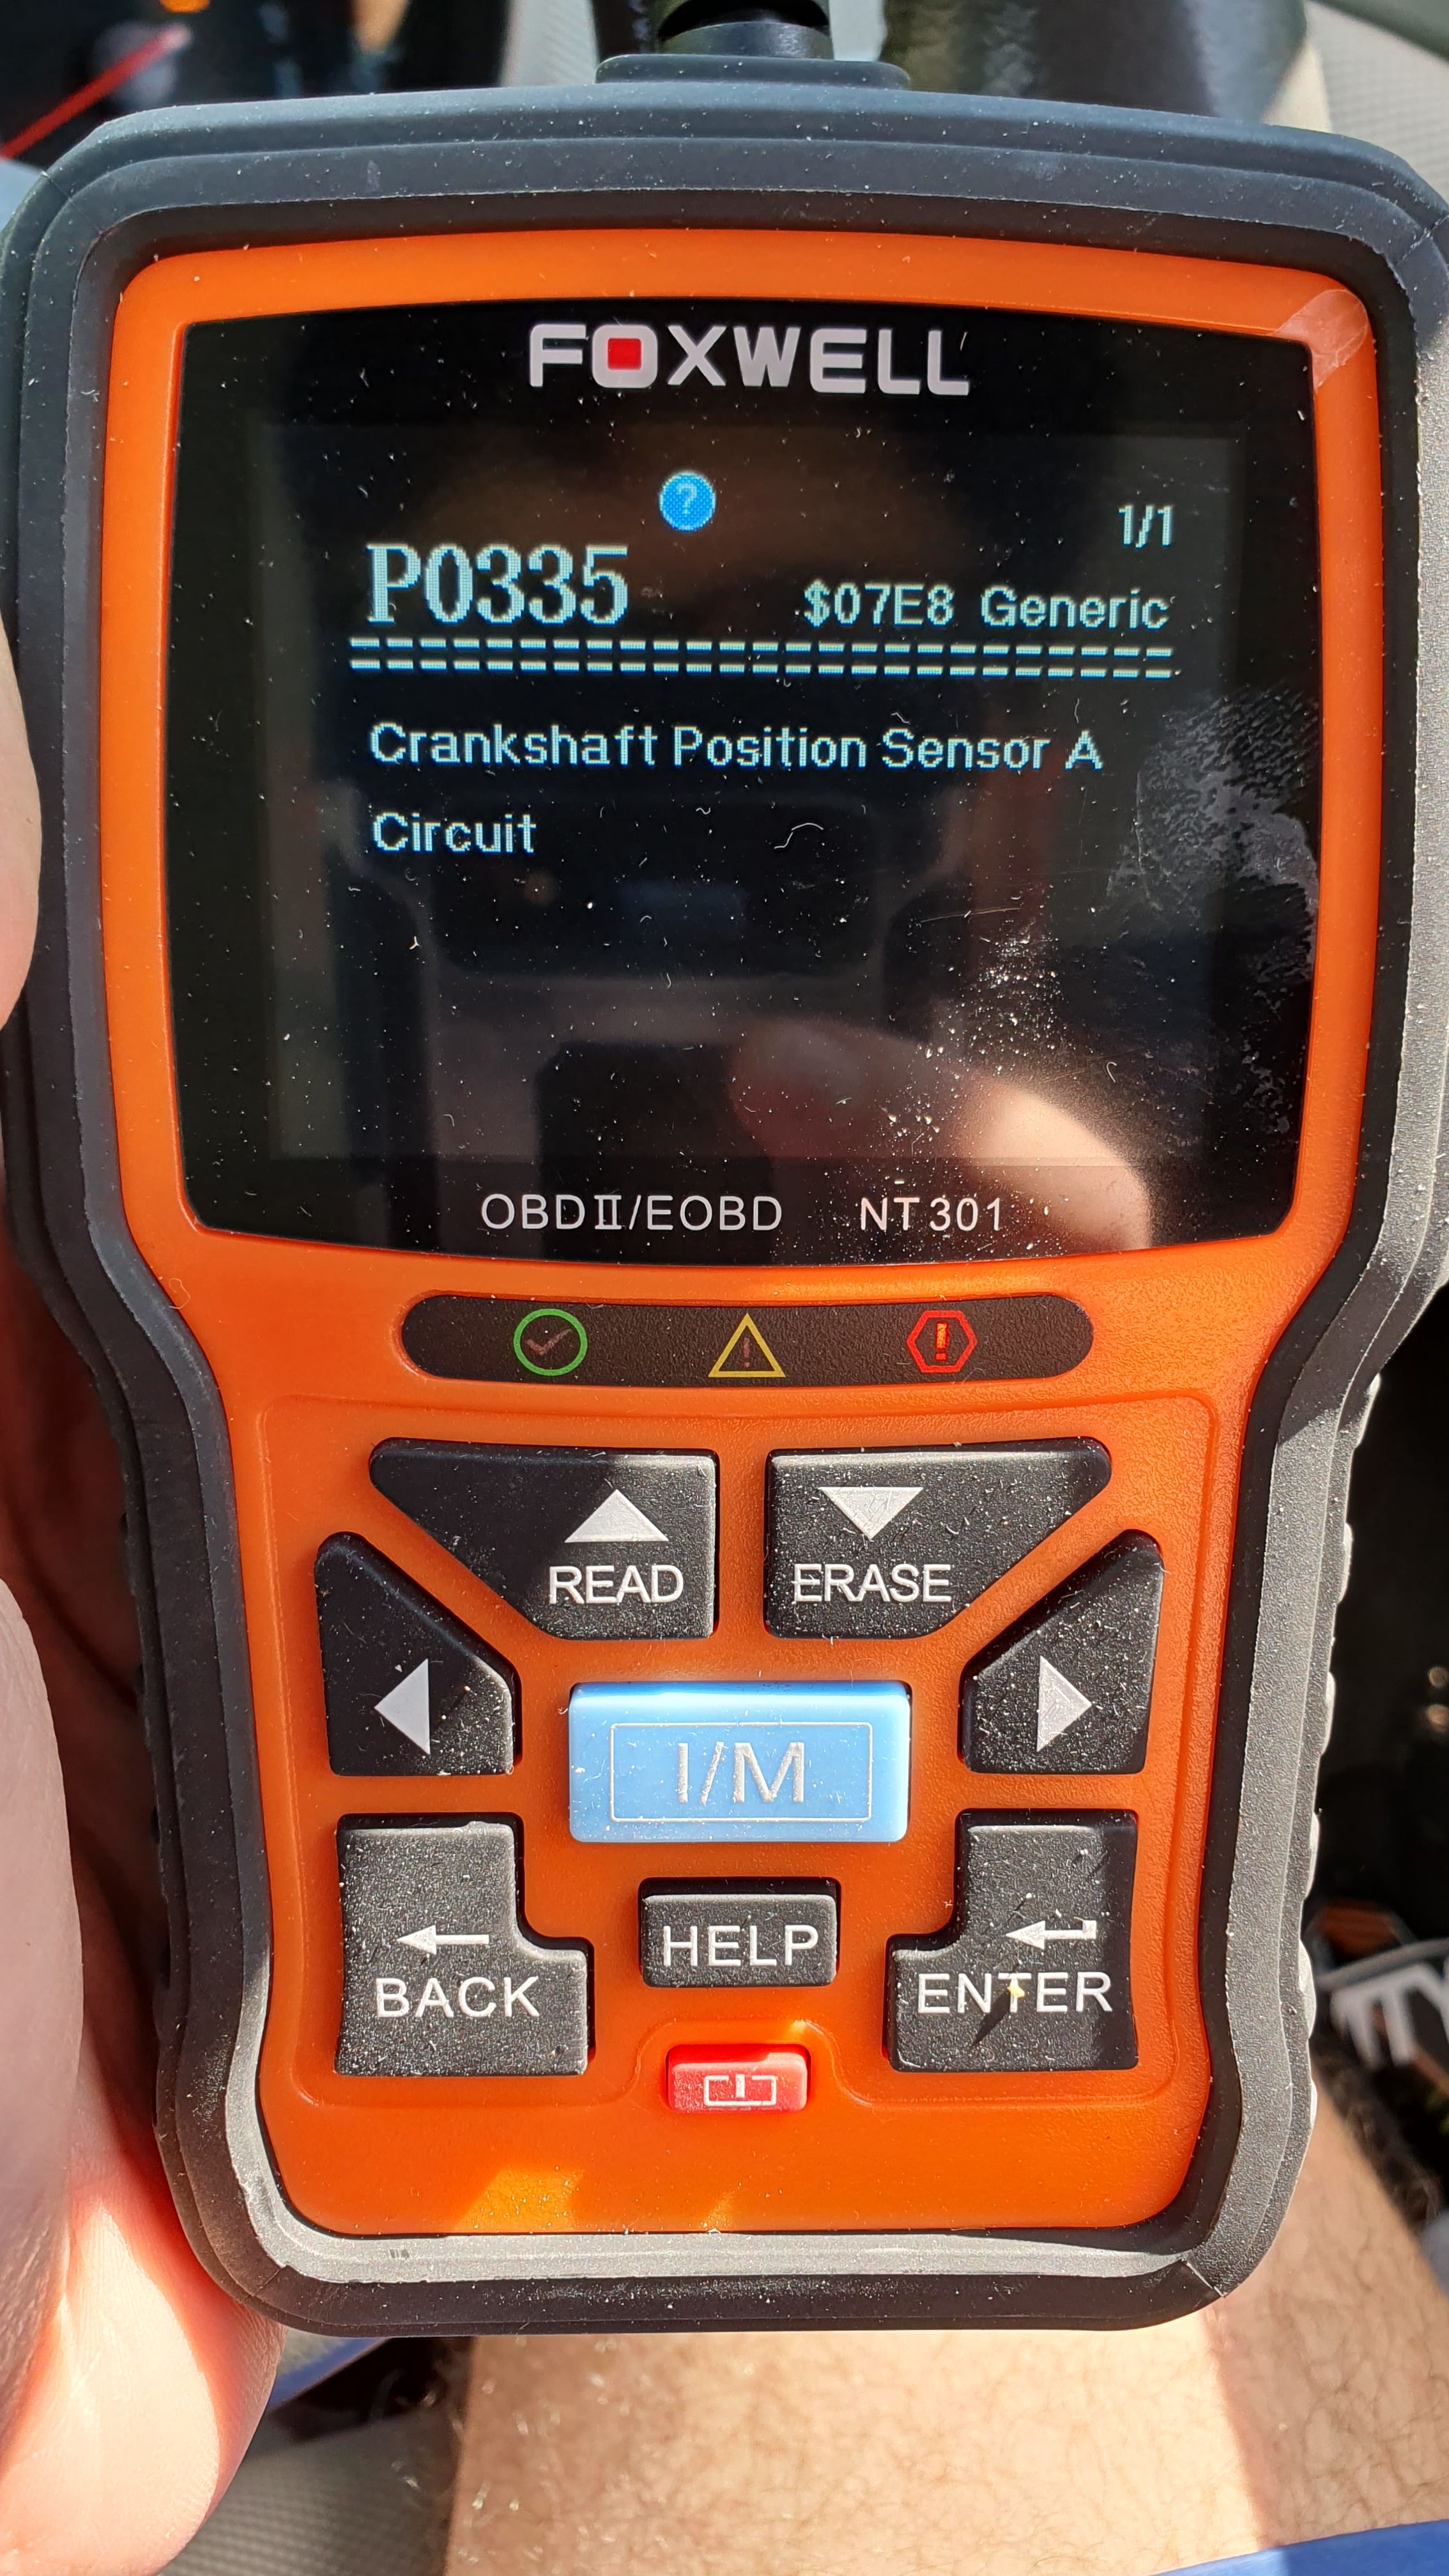 FOXWELL
?
1/1
P0335 $07E8 Generic
========================
Crankshaft Position Sensor A
Circuit
OBDII/EOBD NT301
READ ERASE
I/M
BACK HELP ENTER